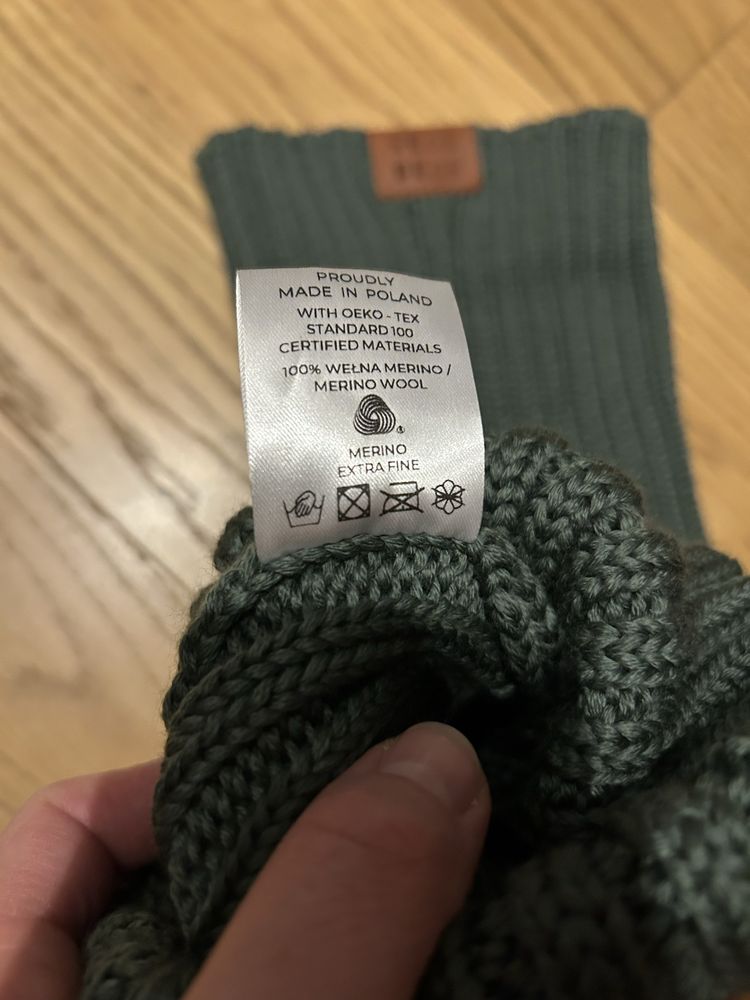 PROUDLY
MADE IN POLAND
WITH OEKO - TEX
STANDARD 100
CERTIFIED MATERIALS
100% WEŁNA MERINO /
MERINO WOOL
MERINO
EXTRA FINE